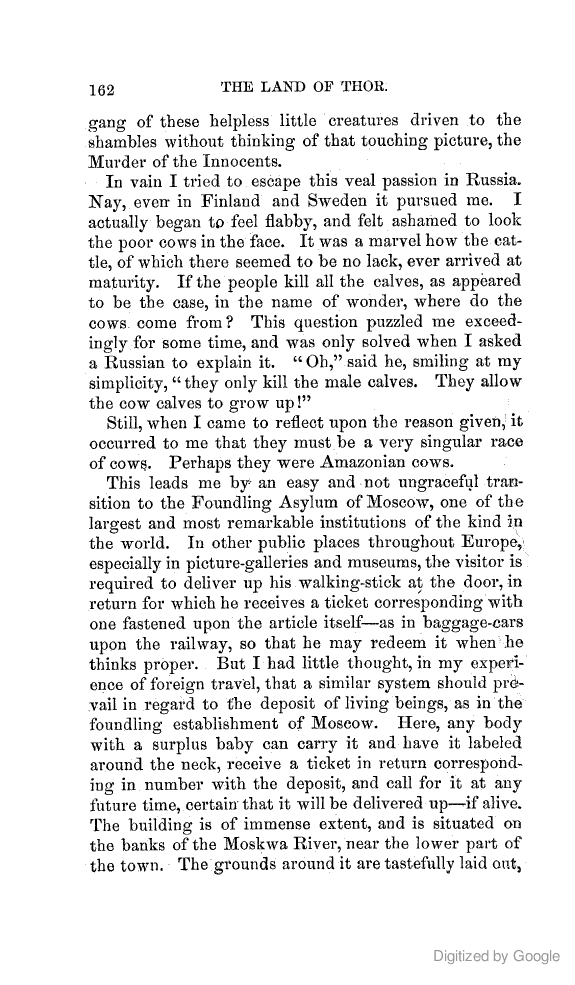 162 THE LAND OF THOR.
gang of these helpless little creatures driven to the
shambles without thinking of that touching picture, the
Murder of the Innocents.
In vain I tried to escape this veal passion in Russia.
Nay, even in Finland and Sweden it pursued me. I
actually began to feel flabby, and felt ashamed to look
the poor cows in the face. It was a marvel how the cat-
tle, of which there seemed to be no lack, ever arrived at
maturity. If the people kill all the calves, as appeared
to be the case, in the name of wonder, where do the
cows come from? This question puzzled me exceed-
ingly for some time, and was only solved when I asked
a Russian to explain it. "Oh," said he, smiling at my
simplicity, "they only kill the male calves. They allow
the cow calves to grow up!"
Still, when I came to reflect upon the reason given, it
occurred to me that they must be a very singular race
of cows. Perhaps they were Amazonian cows.
This leads me by an easy and not ungraceful tran-
sition to the Foundling Asylum of Moscow, one of the
largest and most remarkable institutions of the kind in
the world. In other public places throughout Europe,
especially in picture-galleries and museums, the visitor is
required to deliver up his walking-stick at the door, in
return for which he receives a ticket corresponding with
one fastened upon the article itself—as in baggage-cars
upon the railway, so that he may redeem it when he
thinks proper. But I had little thought, in my experi-
ence of foreign travel, that a similar system should pre-
vail in regard to the deposit of living beings, as in the
foundling establishment of Moscow. Here, any body
with a surplus baby can carry it and have it labeled
around the neck, receive a ticket in return correspond-
ing in number with the deposit, and call for it at any
future time, certain that it will be delivered up—if alive.
The building is of immense extent, and is situated on
the banks of the Moskwa River, near the lower part of
the town. The grounds around it are tastefully laid out,
Digitized by Google